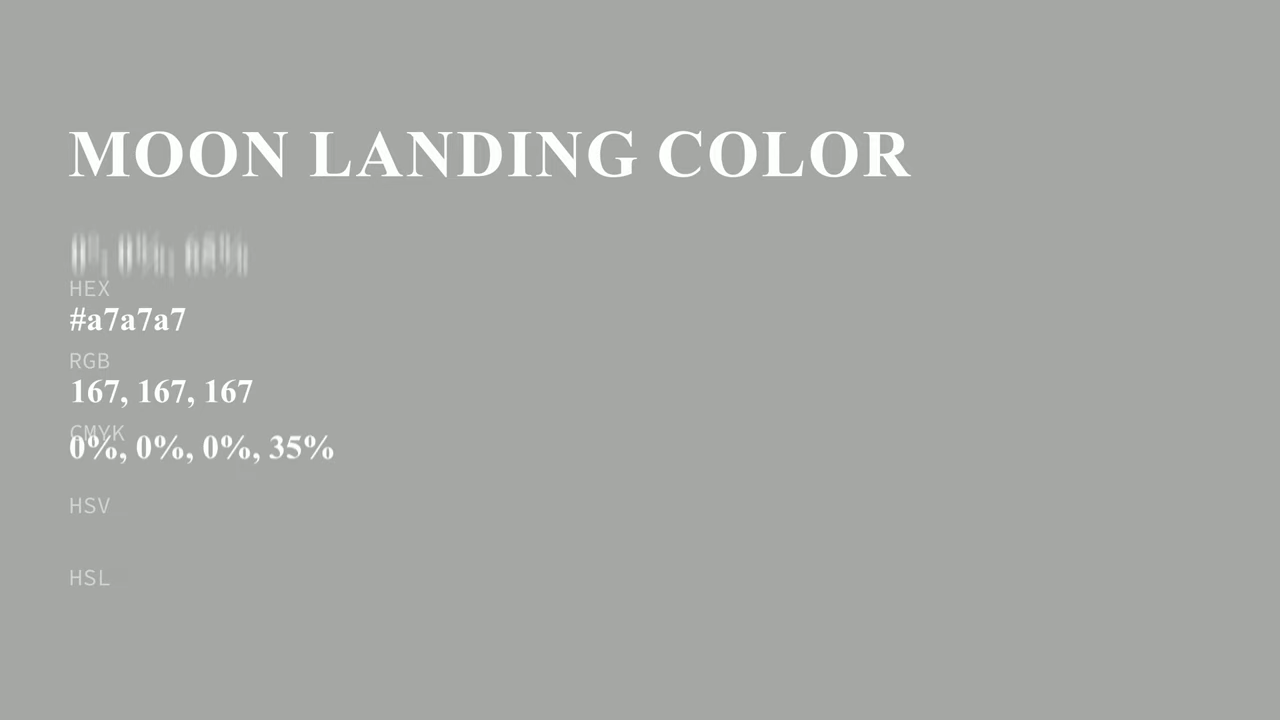 MOON LANDING COLOR
HEX
#a7a7a7
RGB
167, 167, 167
CMYK
0%, 0%, 0%, 35%
HSV
HSL